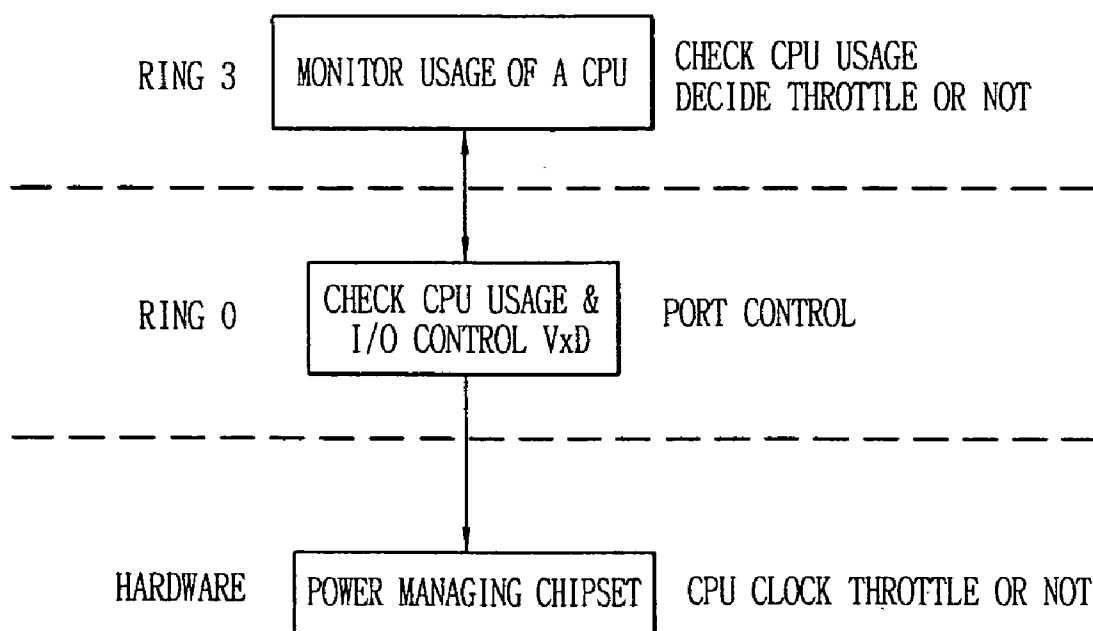 RING 3
MONITOR USAGE OF A CPU
CHECK CPU USAGE
DECIDE THROTTLE OR NOT
RING 0
CHECK CPU USAGE &
I/O CONTROL VxD
PORT CONTROL
HARDWARE
POWER MANAGING CHIPSET
CPU CLOCK THROTTLE OR NOT